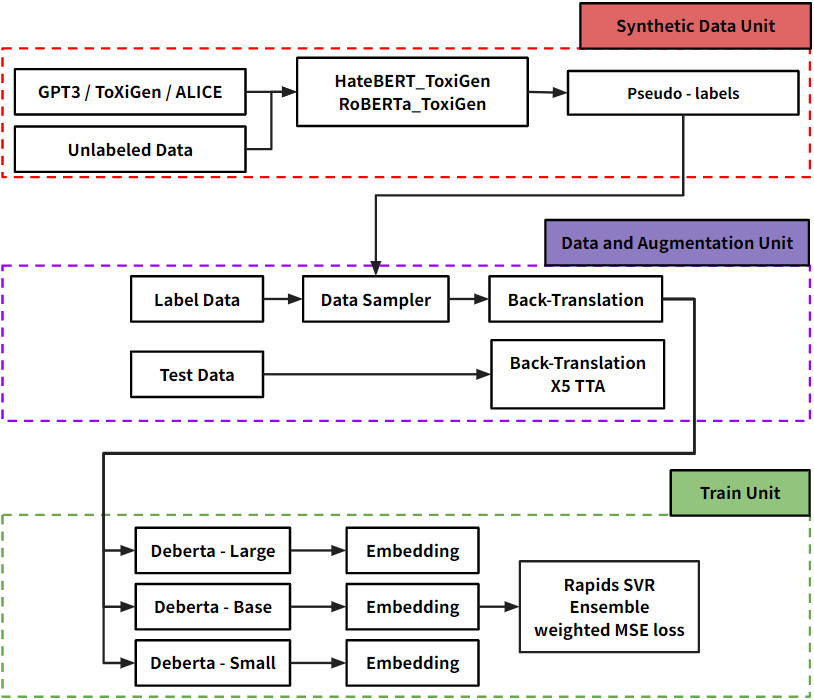 Synthetic Data Unit
GPT3 / ToXiGen / ALICE
Unlabeled Data
HateBERT_ToxiGen
RoBERTa_ToxiGen
Pseudo - labels
Data and Augmentation Unit
Label Data
Data Sampler
Back-Translation
Test Data
Back-Translation
X5 TTA
Train Unit
Deberta - Large
Embedding
Deberta - Base
Embedding
Deberta - Small
Embedding
Rapids SVR
Ensemble
weighted MSE loss